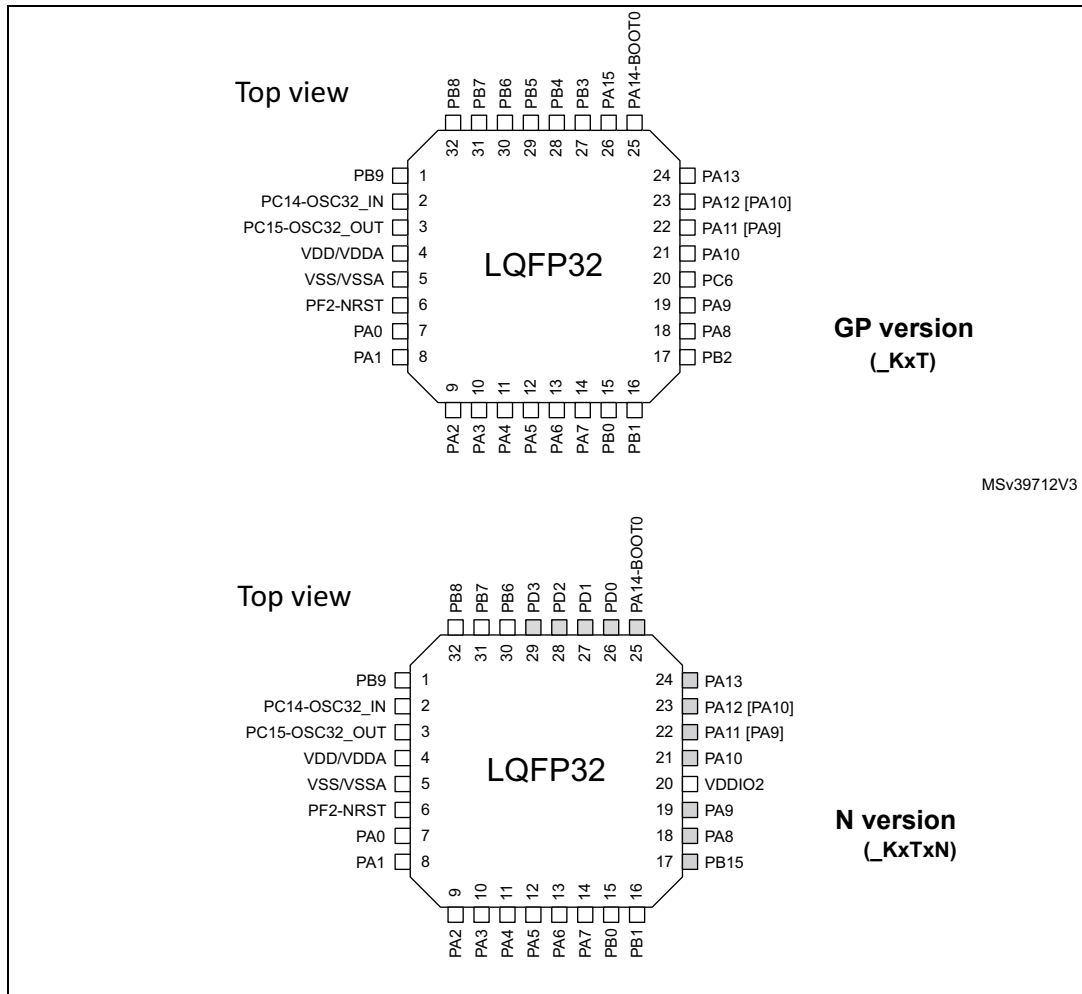 Top view
PB8
PB7
PB6
PB5
PB4
PB3
PA15
PA14-BOOT0
32
31
30
29
28
27
26
25
PB9 1
PC14-OSC32_IN 2
PC15-OSC32_OUT 3
VDD/VDDA 4
VSS/VSSA 5
PF2-NRST 6
PA0 7
PA1 8
LQFP32
24 PA13
23 PA12 [PA10]
22 PA11 [PA9]
21 PA10
20 PC6
19 PA9
18 PA8
17 PB2
9
10
11
12
13
14
15
16
PA2
PA3
PA4
PA5
PA6
PA7
PB0
PB1
GP version
(_KxT)
MSv39712V3
Top view
PB8
PB7
PB6
PD3
PD2
PD1
PD0
PA14-BOOT0
32
31
30
29
28
27
26
25
PB9 1
PC14-OSC32_IN 2
PC15-OSC32_OUT 3
VDD/VDDA 4
VSS/VSSA 5
PF2-NRST 6
PA0 7
PA1 8
LQFP32
24 PA13
23 PA12 [PA10]
22 PA11 [PA9]
21 PA10
20 VDDIO2
19 PA9
18 PA8
17 PB15
9
10
11
12
13
14
15
16
PA2
PA3
PA4
PA5
PA6
PA7
PB0
PB1
N version
(_KxTxN)